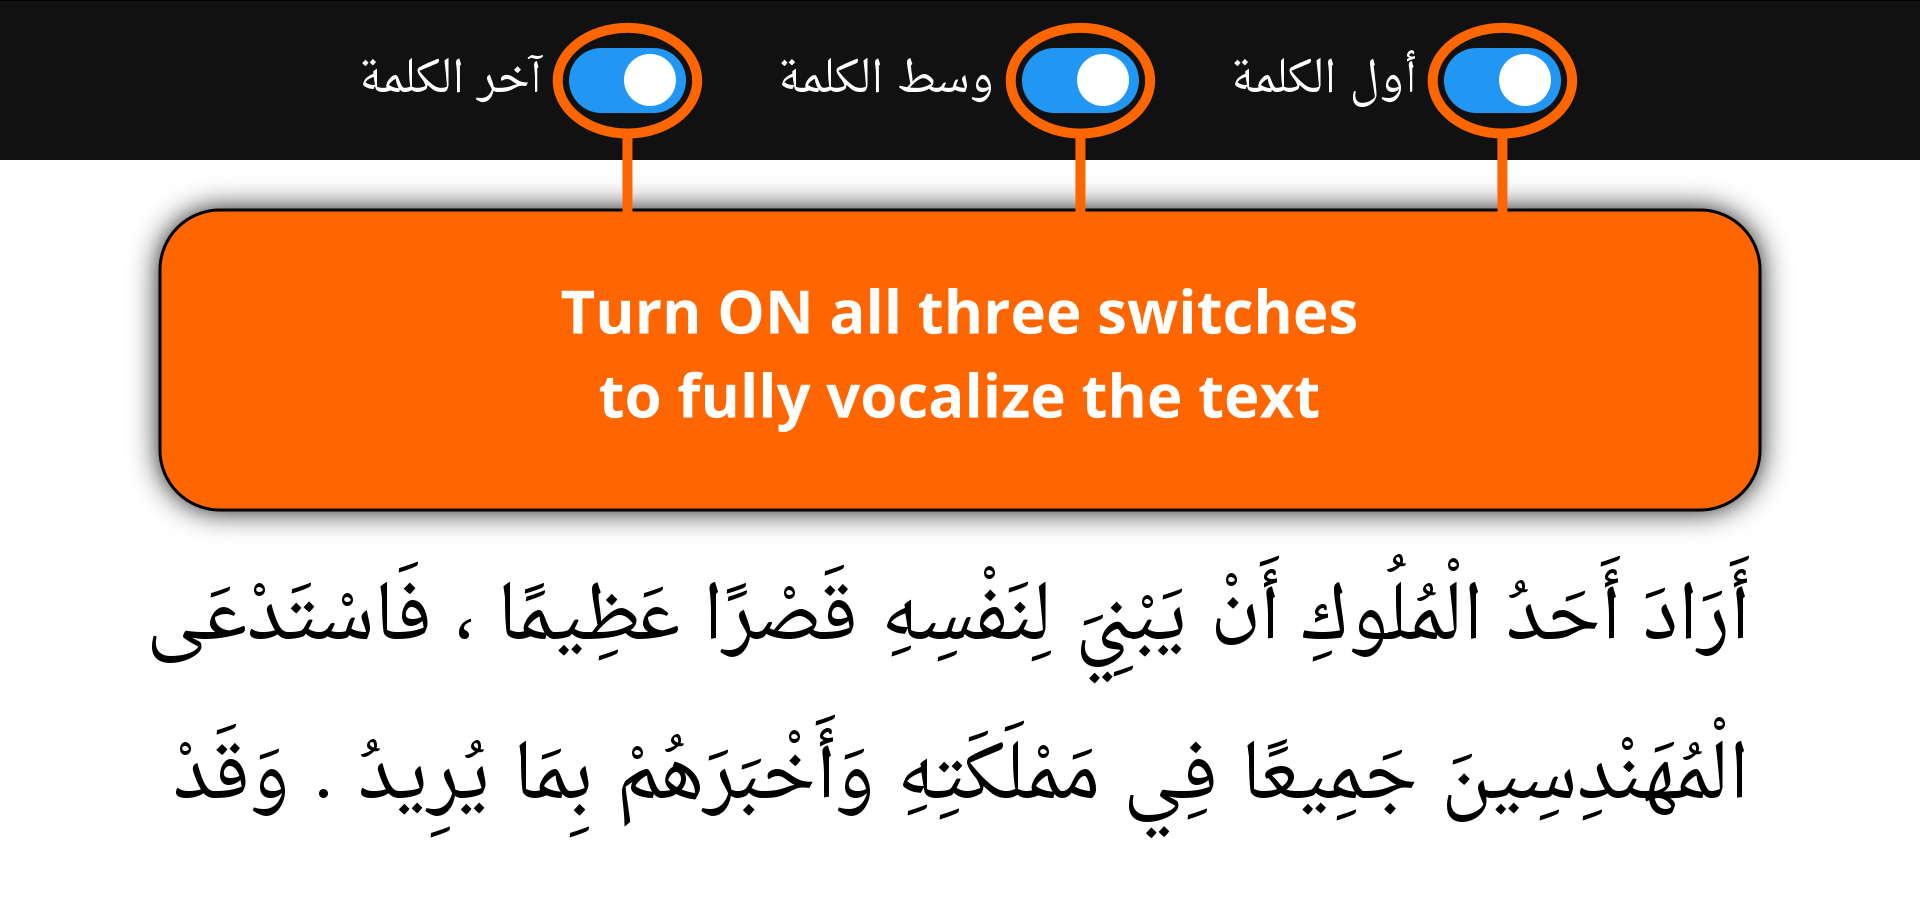 أول الكلمة
وسط الكلمة
آخر الكلمة
Turn ON all three switches
to fully vocalize the text
أَرَادَ أَحَدُ الْمُلُوكِ أَنْ يَبْنِيَ لِنَفْسِهِ قَصْرًا عَظِيمًا ، فَاسْتَدْعَى
الْمُهَنْدِسِينَ جَمِيعًا فِي مَمْلَكَتِهِ وَأَخْبَرَهُمْ بِمَا يُرِيدُ . وَقَدْ